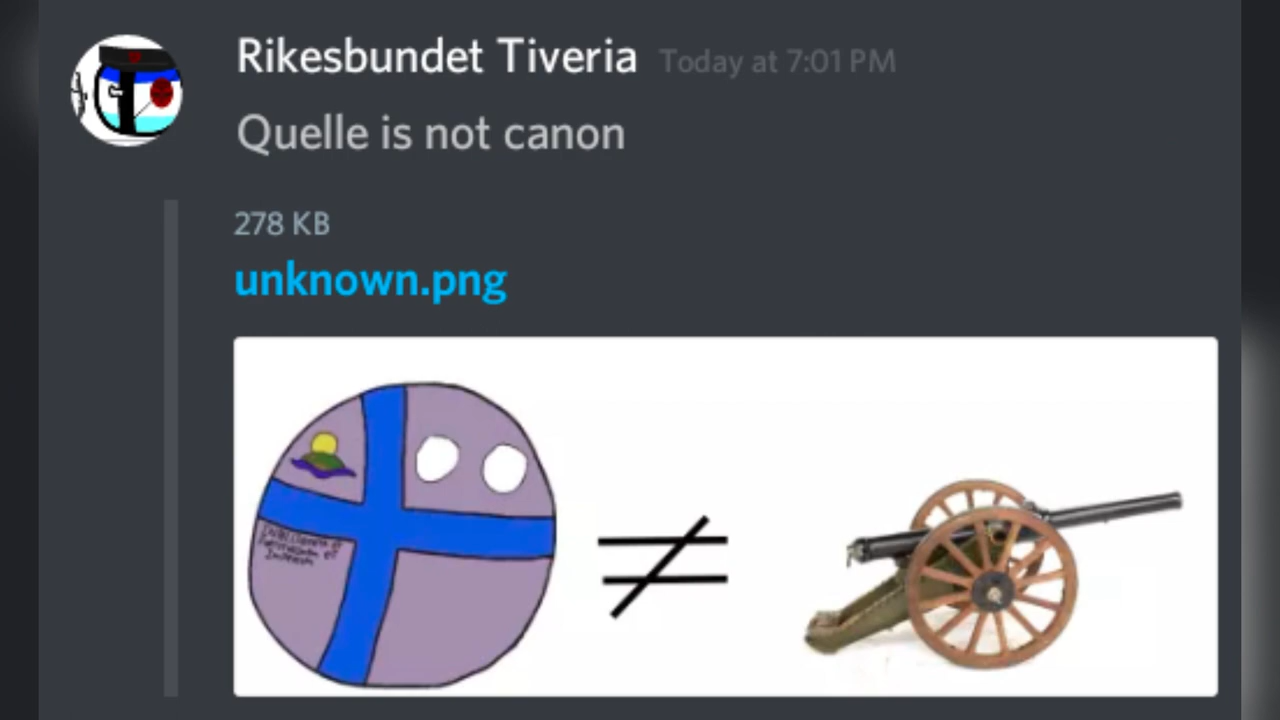 Rikesbundet Tiveria Today at 7:01 PM
Quelle is not canon
278 KB
unknown.png
≠